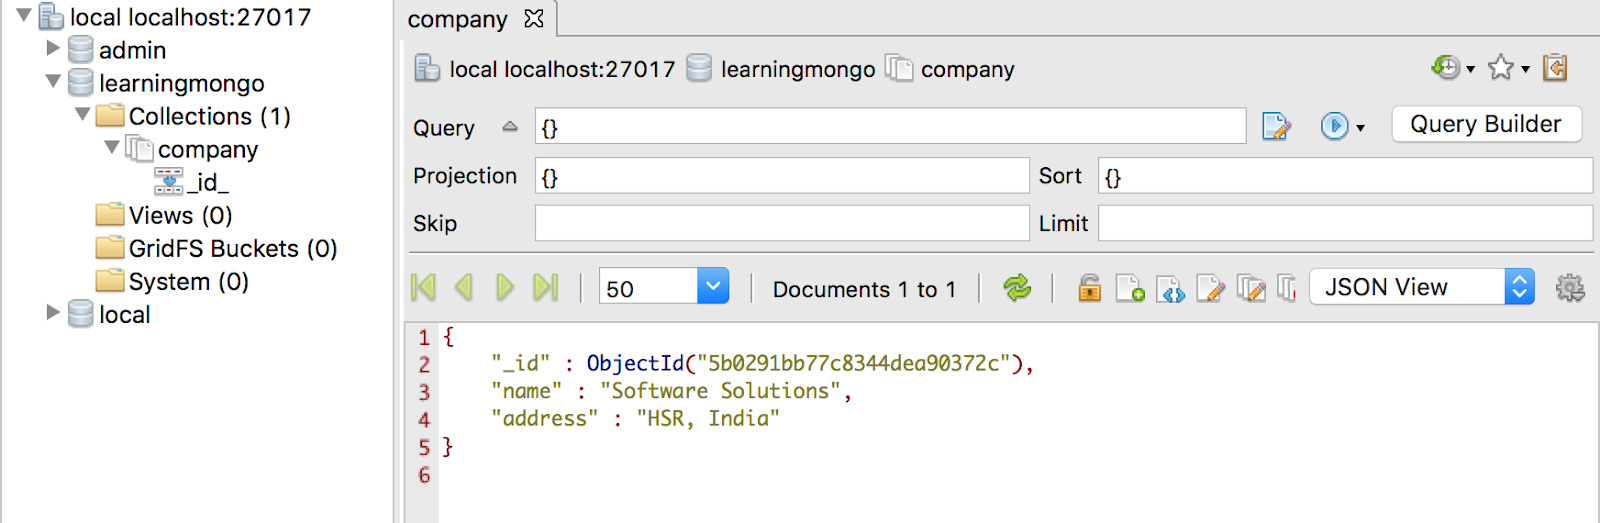 local localhost:27017
admin
learningmongo
Collections (1)
company
_id_
Views (0)
GridFS Buckets (0)
System (0)
local
company
local localhost:27017 learningmongo company
Query {} Query Builder
Projection {} Sort {}
Skip Limit
50 Documents 1 to 1 JSON View
1 {
2 "_id" : ObjectId("5b0291bb77c8344dea90372c"),
3 "name" : "Software Solutions",
4 "address" : "HSR, India"
5 }
6